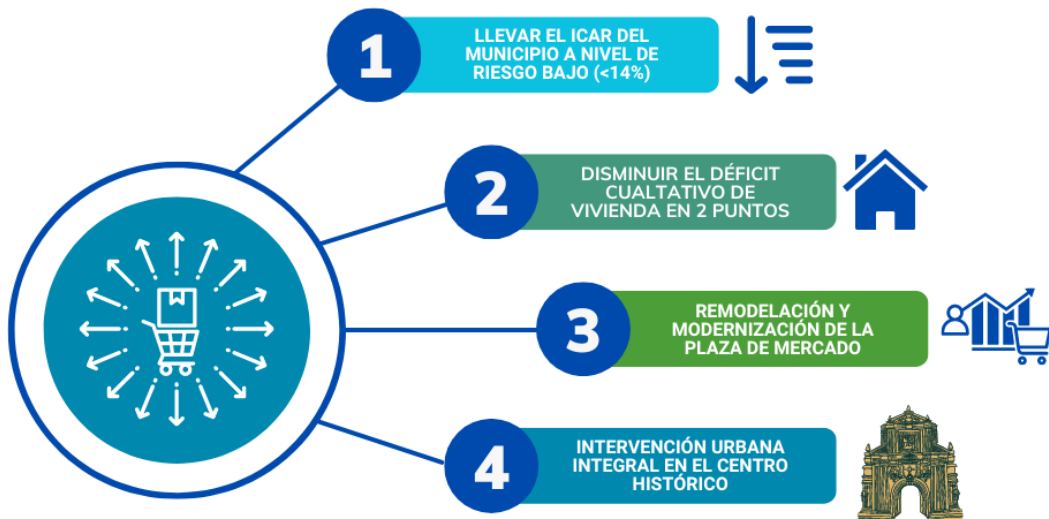 1
LLEVAR EL ICAR DEL
MUNICIPIO A NIVEL DE
RIESGO BAJO (<14%)
2
DISMINUIR EL DÉFICIT
CUALTATIVO DE
VIVIENDA EN 2 PUNTOS
3
REMODELACIÓN Y
MODERNIZACIÓN DE LA
PLAZA DE MERCADO
4
INTERVENCIÓN URBANA
INTEGRAL EN EL CENTRO
HISTÓRICO